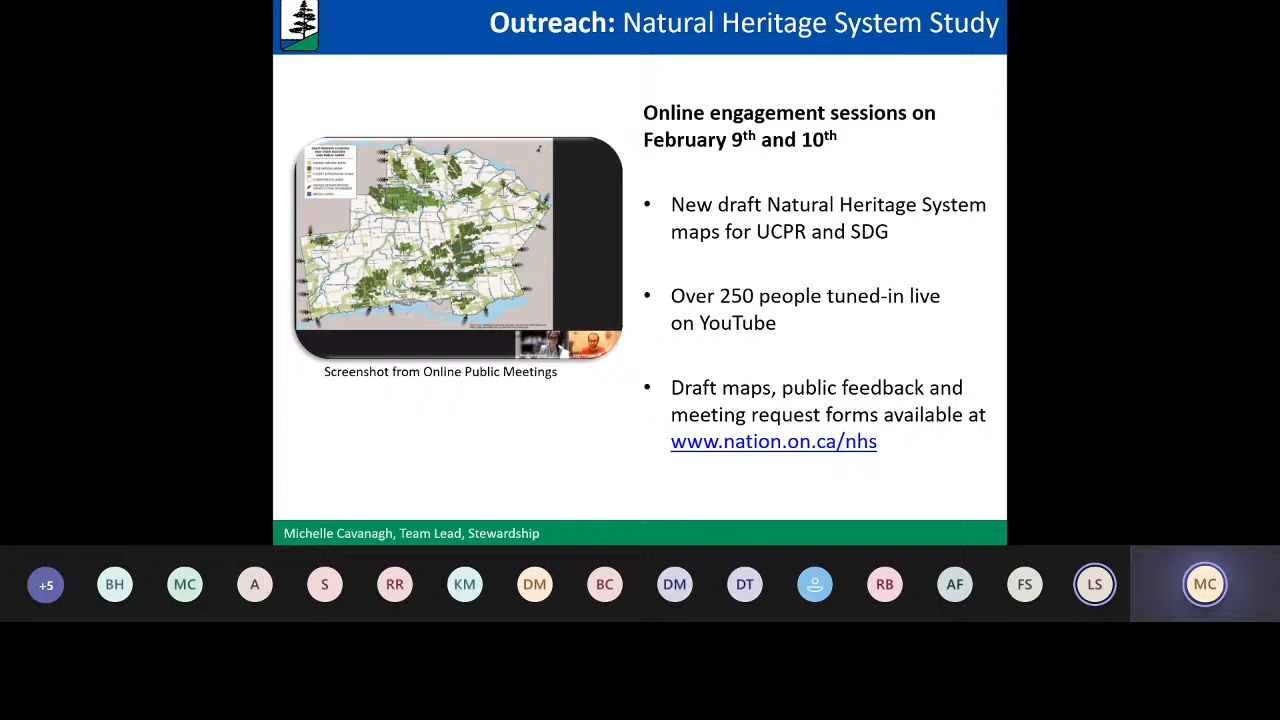 Outreach: Natural Heritage System Study
Online engagement sessions on
February 9th and 10th
• New draft Natural Heritage System
maps for UCPR and SDG
• Over 250 people tuned-in live
on YouTube
• Draft maps, public feedback and
meeting request forms available at
www.nation.on.ca/nhs
Screenshot from Online Public Meetings
Michelle Cavanagh, Team Lead, Stewardship
+5 BH MC A S RR KM DM BC DM DT RB AF FS LS MC